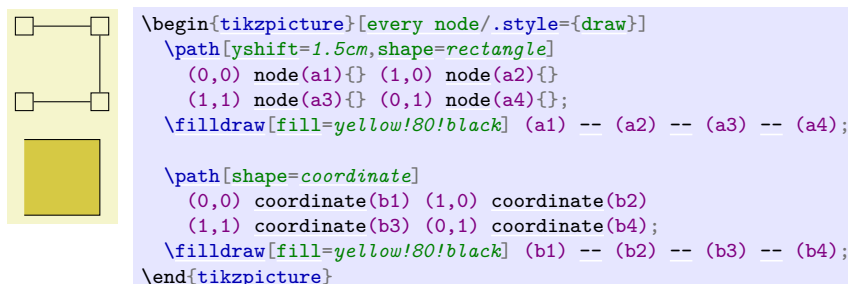 \begin{tikzpicture}[every node/.style={draw}]
\path[yshift=1.5cm,shape=rectangle]
(0,0) node(a1){} (1,0) node(a2){}
(1,1) node(a3){} (0,1) node(a4){};
\filldraw[fill=yellow!80!black] (a1) -- (a2) -- (a3) -- (a4);
\path[shape=coordinate]
(0,0) coordinate(b1) (1,0) coordinate(b2)
(1,1) coordinate(b3) (0,1) coordinate(b4);
\filldraw[fill=yellow!80!black] (b1) -- (b2) -- (b3) -- (b4);
\end{tikzpicture}